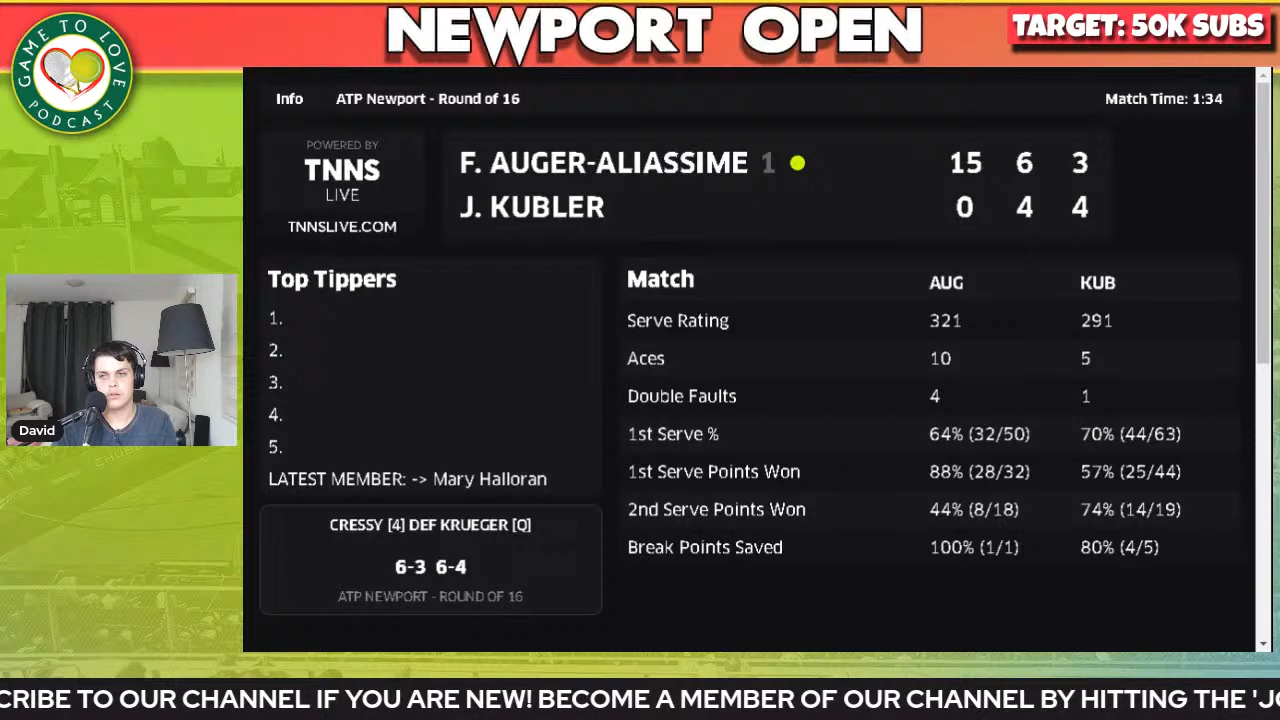 NEWPORT OPEN
TARGET: 50K SUBS
GAME TO LOVE
PODCAST
Info
ATP Newport - Round of 16
Match Time: 1:34
POWERED BY
TNNS
LIVE
TNNSLIVE.COM
F. AUGER-ALIASSIME 1 15 6 3
J. KUBLER 0 4 4
Top Tippers
1.
2.
3.
4.
5.
LATEST MEMBER: -> Mary Halloran
CRESSY [4] DEF KRUEGER [Q]
6-3 6-4
ATP NEWPORT - ROUND OF 16
Match AUG KUB
Serve Rating 321 291
Aces 10 5
Double Faults 4 1
1st Serve % 64% (32/50) 70% (44/63)
1st Serve Points Won 88% (28/32) 57% (25/44)
2nd Serve Points Won 44% (8/18) 74% (14/19)
Break Points Saved 100% (1/1) 80% (4/5)
David
CRIBE TO OUR CHANNEL IF YOU ARE NEW! BECOME A MEMBER OF OUR CHANNEL BY HITTING THE 'JO